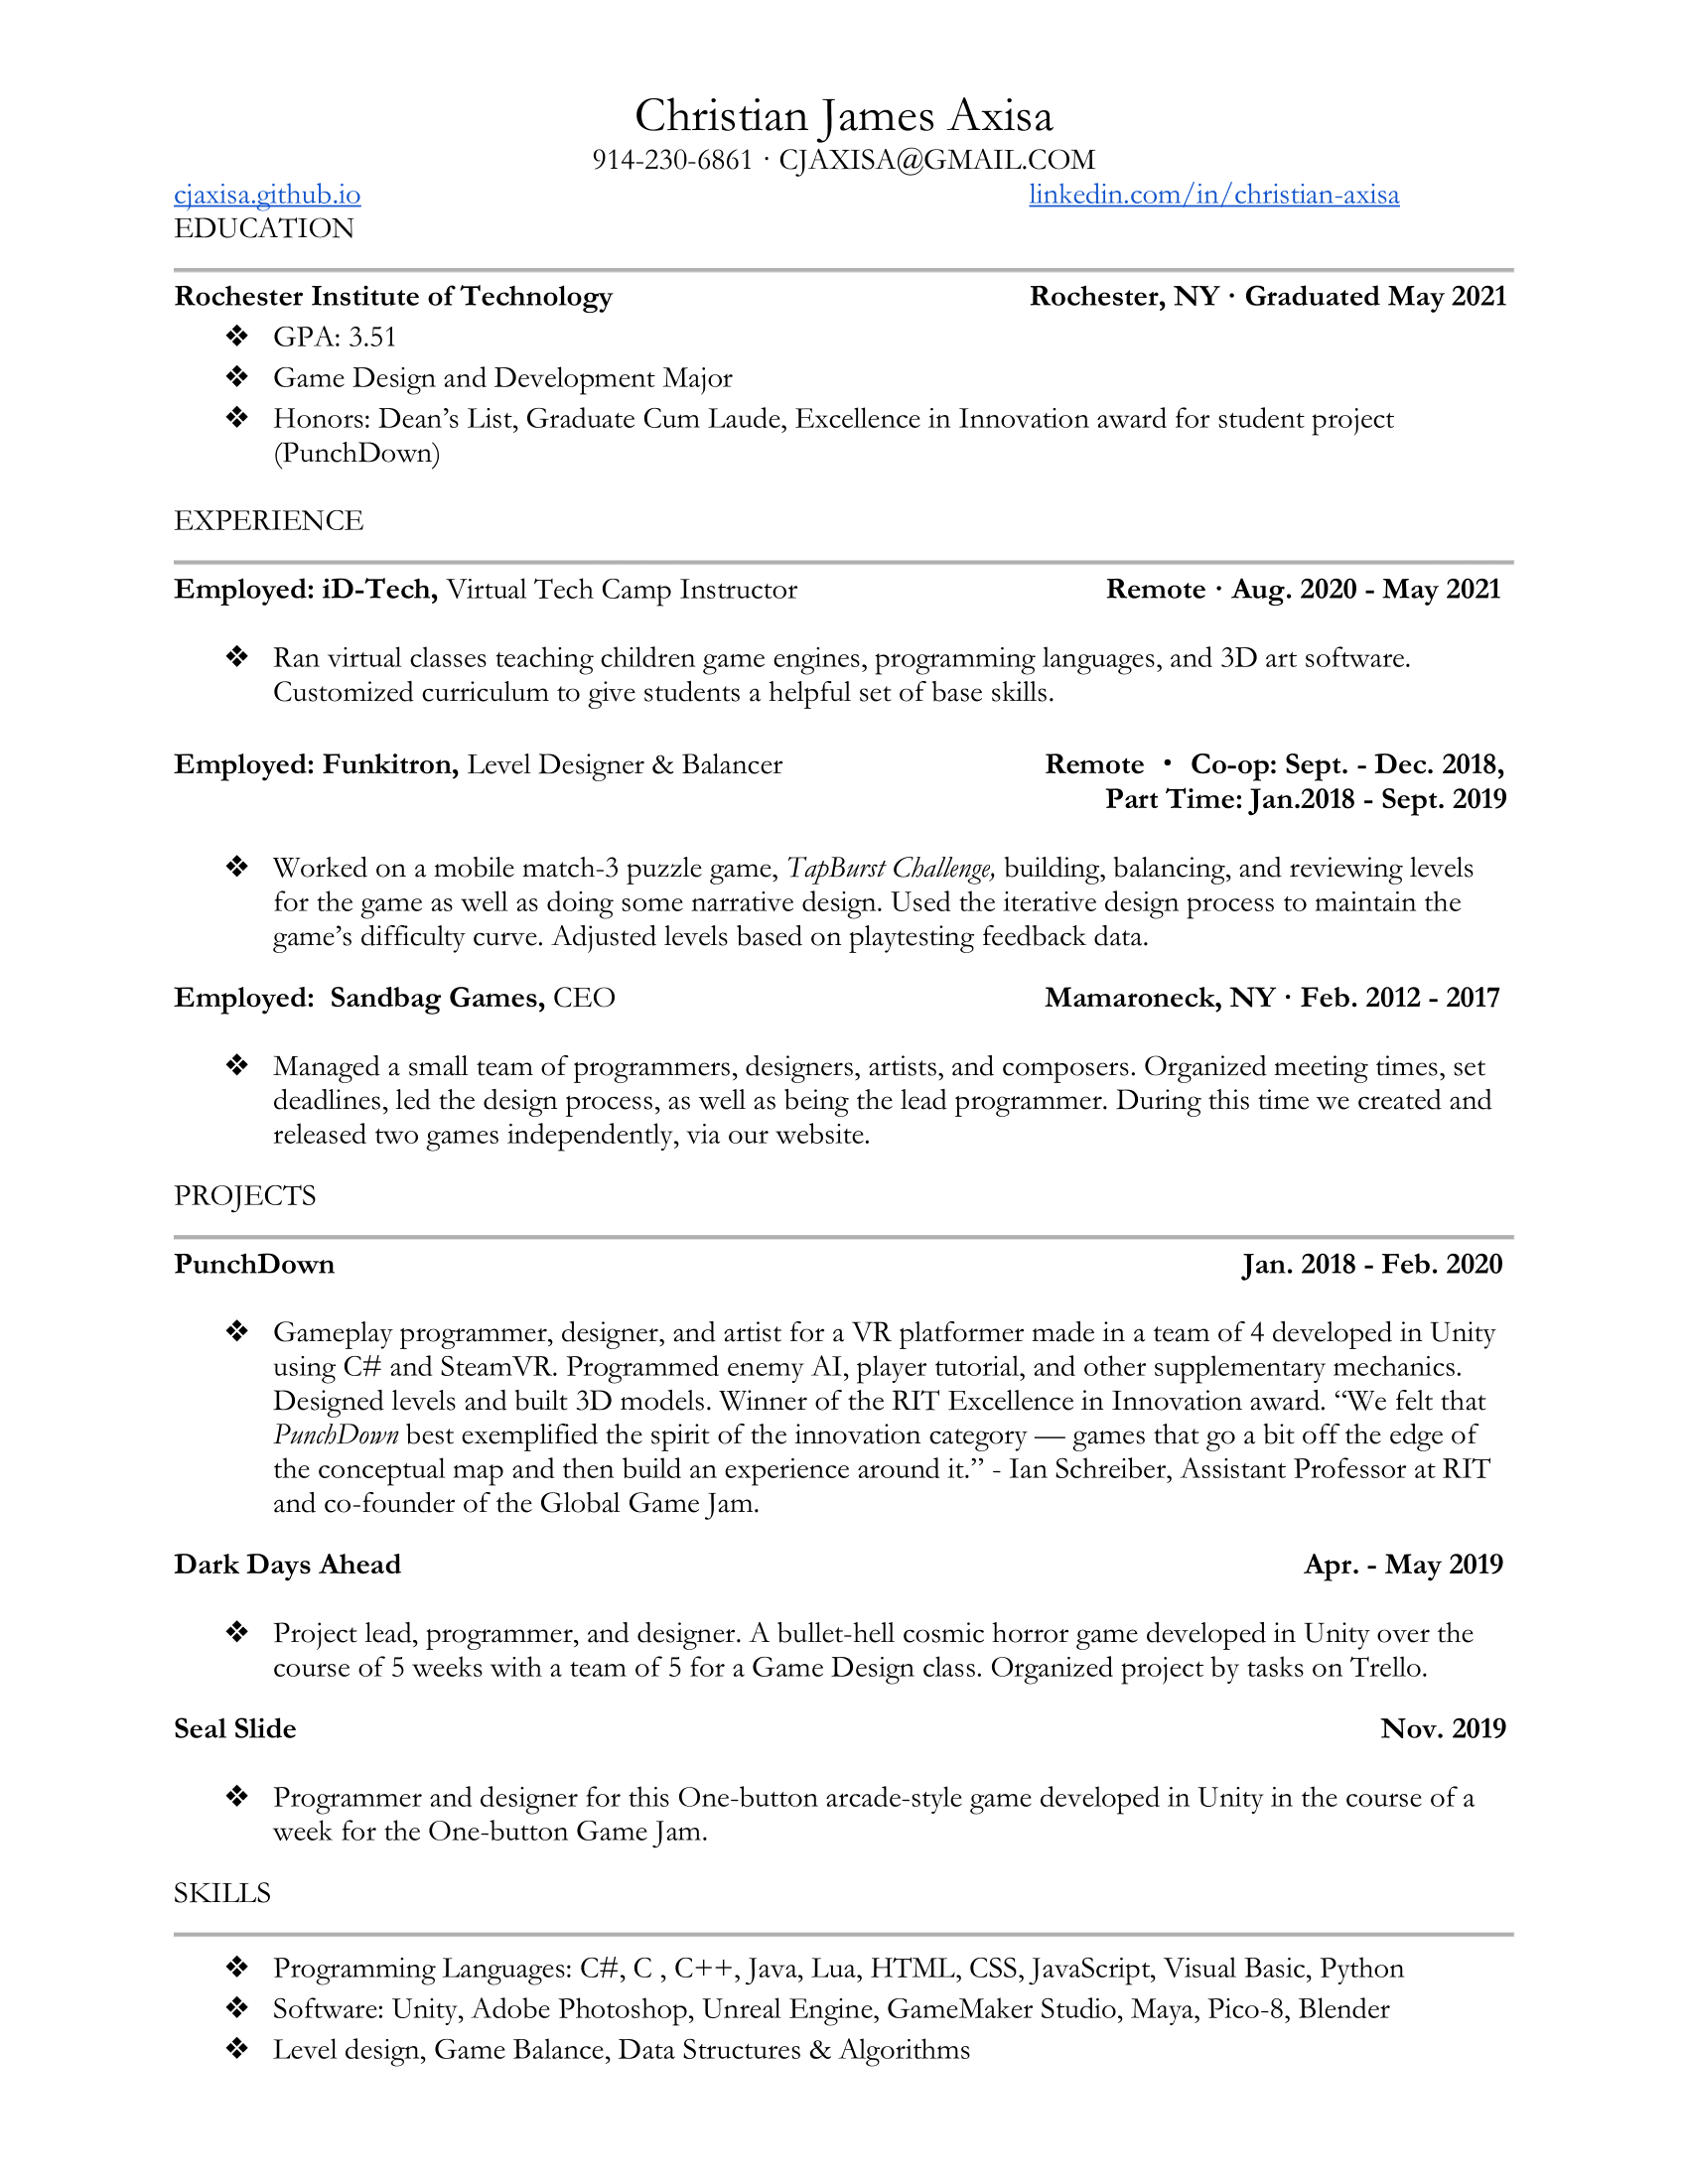 Christian James Axisa
914-230-6861 · CJAXISA@GMAIL.COM
cjaxisa.github.io linkedin.com/in/christian-axisa
EDUCATION
Rochester Institute of Technology Rochester, NY · Graduated May 2021
❖ GPA: 3.51
❖ Game Design and Development Major
❖ Honors: Dean’s List, Graduate Cum Laude, Excellence in Innovation award for student project
(PunchDown)
EXPERIENCE
Employed: iD-Tech, Virtual Tech Camp Instructor Remote · Aug. 2020 - May 2021
❖ Ran virtual classes teaching children game engines, programming languages, and 3D art software.
Customized curriculum to give students a helpful set of base skills.
Employed: Funkitron, Level Designer & Balancer Remote · Co-op: Sept. - Dec. 2018,
Part Time: Jan.2018 - Sept. 2019
❖ Worked on a mobile match-3 puzzle game, TapBurst Challenge, building, balancing, and reviewing levels
for the game as well as doing some narrative design. Used the iterative design process to maintain the
game’s difficulty curve. Adjusted levels based on playtesting feedback data.
Employed:  Sandbag Games, CEO Mamaroneck, NY · Feb. 2012 - 2017
❖ Managed a small team of programmers, designers, artists, and composers. Organized meeting times, set
deadlines, led the design process, as well as being the lead programmer. During this time we created and
released two games independently, via our website.
PROJECTS
PunchDown Jan. 2018 - Feb. 2020
❖ Gameplay programmer, designer, and artist for a VR platformer made in a team of 4 developed in Unity
using C# and SteamVR. Programmed enemy AI, player tutorial, and other supplementary mechanics.
Designed levels and built 3D models. Winner of the RIT Excellence in Innovation award. “We felt that
PunchDown best exemplified the spirit of the innovation category — games that go a bit off the edge of
the conceptual map and then build an experience around it.” - Ian Schreiber, Assistant Professor at RIT
and co-founder of the Global Game Jam.
Dark Days Ahead Apr. - May 2019
❖ Project lead, programmer, and designer. A bullet-hell cosmic horror game developed in Unity over the
course of 5 weeks with a team of 5 for a Game Design class. Organized project by tasks on Trello.
Seal Slide Nov. 2019
❖ Programmer and designer for this One-button arcade-style game developed in Unity in the course of a
week for the One-button Game Jam.
SKILLS
❖ Programming Languages: C#, C , C++, Java, Lua, HTML, CSS, JavaScript, Visual Basic, Python
❖ Software: Unity, Adobe Photoshop, Unreal Engine, GameMaker Studio, Maya, Pico-8, Blender
❖ Level design, Game Balance, Data Structures & Algorithms